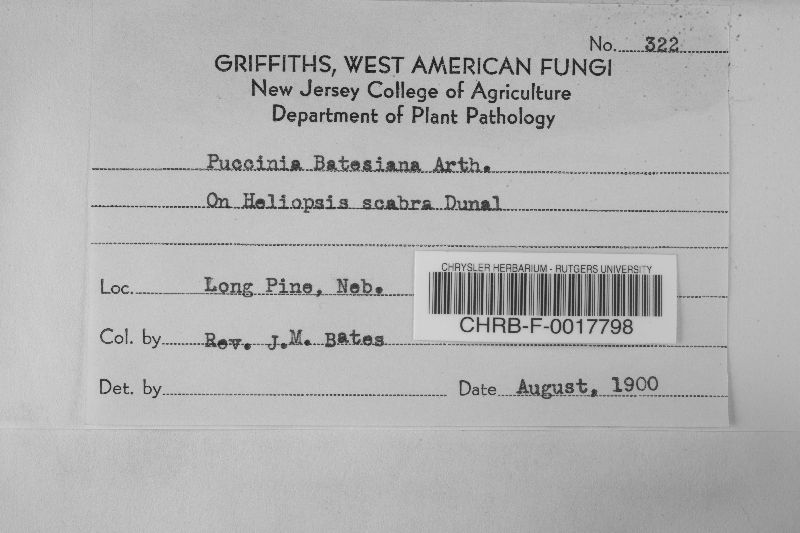 No. 322
GRIFFITHS, WEST AMERICAN FUNGI
New Jersey College of Agriculture
Department of Plant Pathology
Puccinia Batesiana Arth.
On Heliopsis scabra Dunal
Loc. Long Pine, Neb.
CHRYSLER HERBARIUM - RUTGERS UNIVERSITY
CHRB-F-0017798
Col. by Rev. J.M. Bates
Det. by Date August, 1900